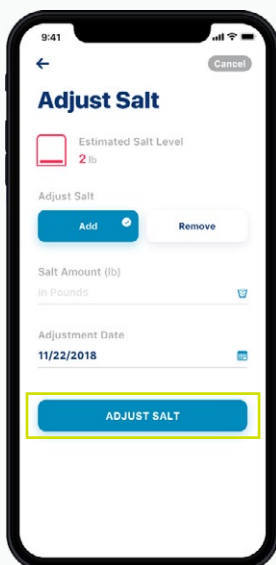 9:41
Cancel
Adjust Salt
Estimated Salt Level
2 lb
Adjust Salt
Add Remove
Salt Amount (lb)
in Pounds
Adjustment Date
11/22/2018
ADJUST SALT